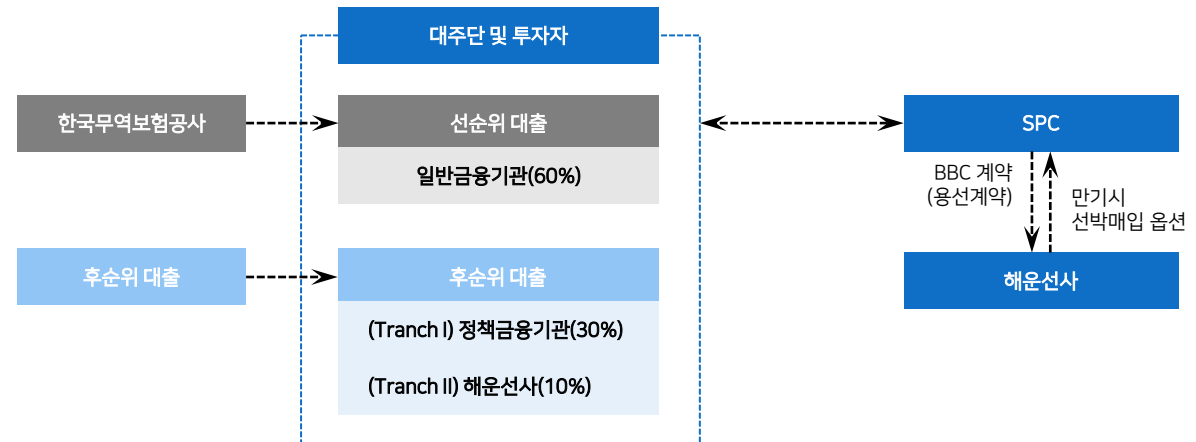 대주단 및 투자자
한국무역보험공사
선순위 대출
일반금융기관(60%)
후순위 대출
후순위 대출
(Tranch I) 정책금융기관(30%)
(Tranch II) 해운선사(10%)
SPC
BBC 계약
(용선계약)
만기시
선박매입 옵션
해운선사